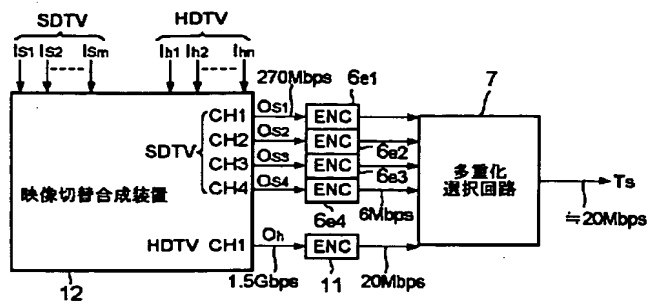 SDTV HDTV
IS1 IS2 ISm Ih1 Ih2 Ihn
270Mbps 6e1
7
CH1 OS1 ENC
CH2 OS2 ENC 6e2
SDTV
CH3 OS3 ENC 6e3
CH4 OS4 ENC 6Mbps
6e4
映像切替合成装置
多重化
選択回路
Ts
≒20Mbps
HDTV CH1 Oh ENC
12 1.5Gbps 11 20Mbps